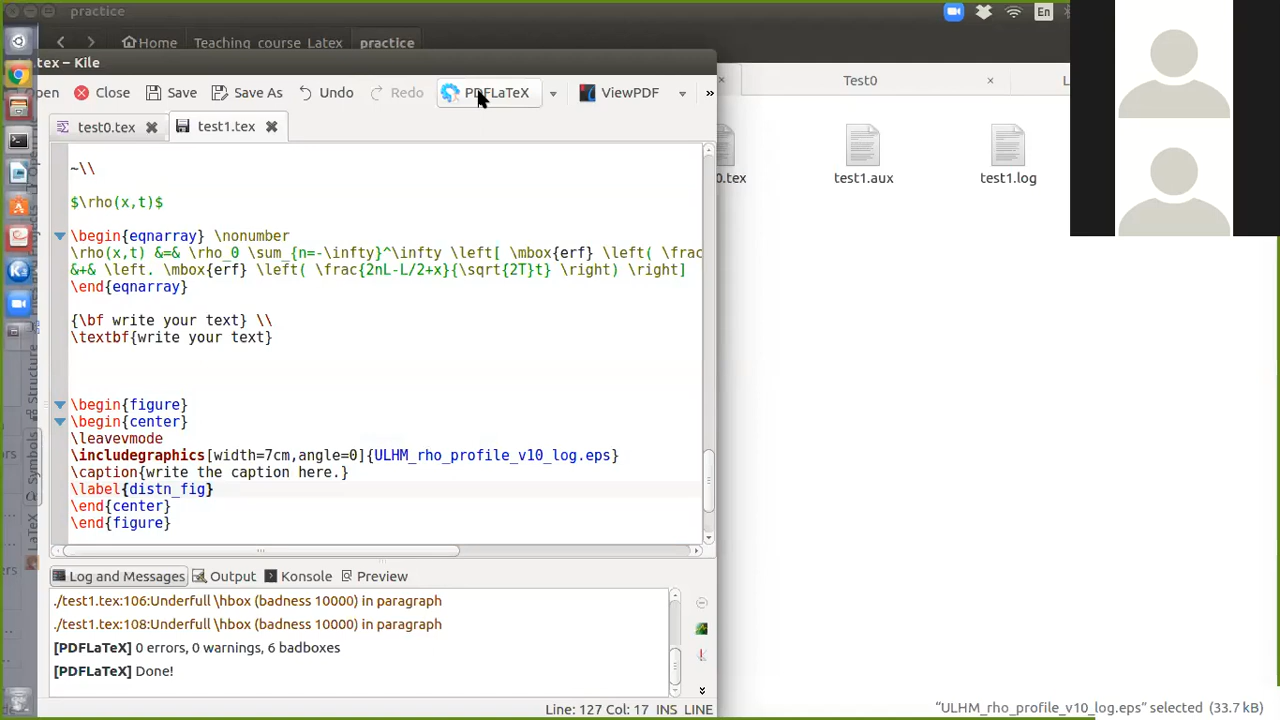 practice
Home Teaching_course_Latex practice
En
.tex – Kile
pen Close Save Save As Undo Redo PDFLaTeX ViewPDF »
Test0
test0.tex test1.tex
0.tex test1.aux test1.log
~\\
$\rho(x,t)$
\begin{eqnarray} \nonumber
\rho(x,t) &=& \rho_0 \sum_{n=-\infty}^\infty \left[ \mbox{erf} \left( \frac
&+& \left. \mbox{erf} \left( \frac{2nL-L/2+x}{\sqrt{2T}t} \right) \right]
\end{eqnarray}
{\bf write your text} \\
\textbf{write your text}
\begin{figure}
\begin{center}
\leavevmode
\includegraphics[width=7cm,angle=0]{ULHM_rho_profile_v10_log.eps}
\caption{write the caption here.}
\label{distn_fig}
\end{center}
\end{figure}
Structure
Symbols
Log and Messages Output Konsole Preview
./test1.tex:106:Underfull \hbox (badness 10000) in paragraph
./test1.tex:108:Underfull \hbox (badness 10000) in paragraph
[PDFLaTeX] 0 errors, 0 warnings, 6 badboxes
[PDFLaTeX] Done!
Line: 127 Col: 17 INS LINE
“ULHM_rho_profile_v10_log.eps” selected (33.7 kB)